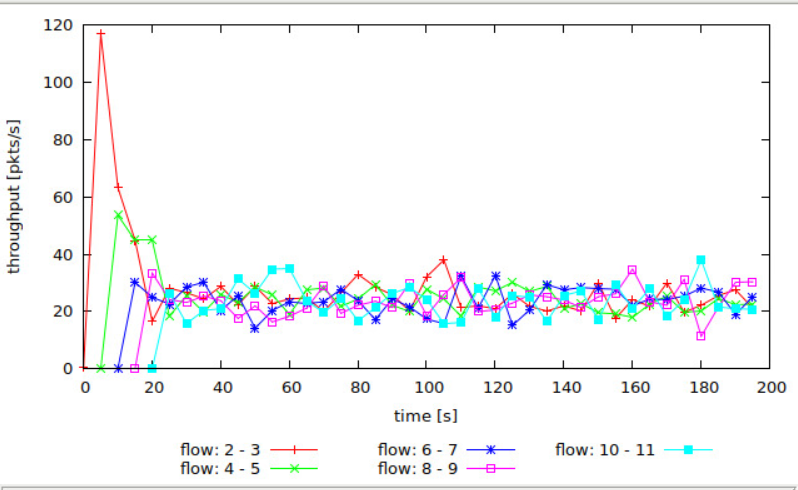 120
100
80
60
40
20
0
throughput [pkts/s]
0 20 40 60 80 100 120 140 160 180 200
time [s]
flow: 2 - 3 flow: 6 - 7 flow: 10 - 11
flow: 4 - 5 flow: 8 - 9